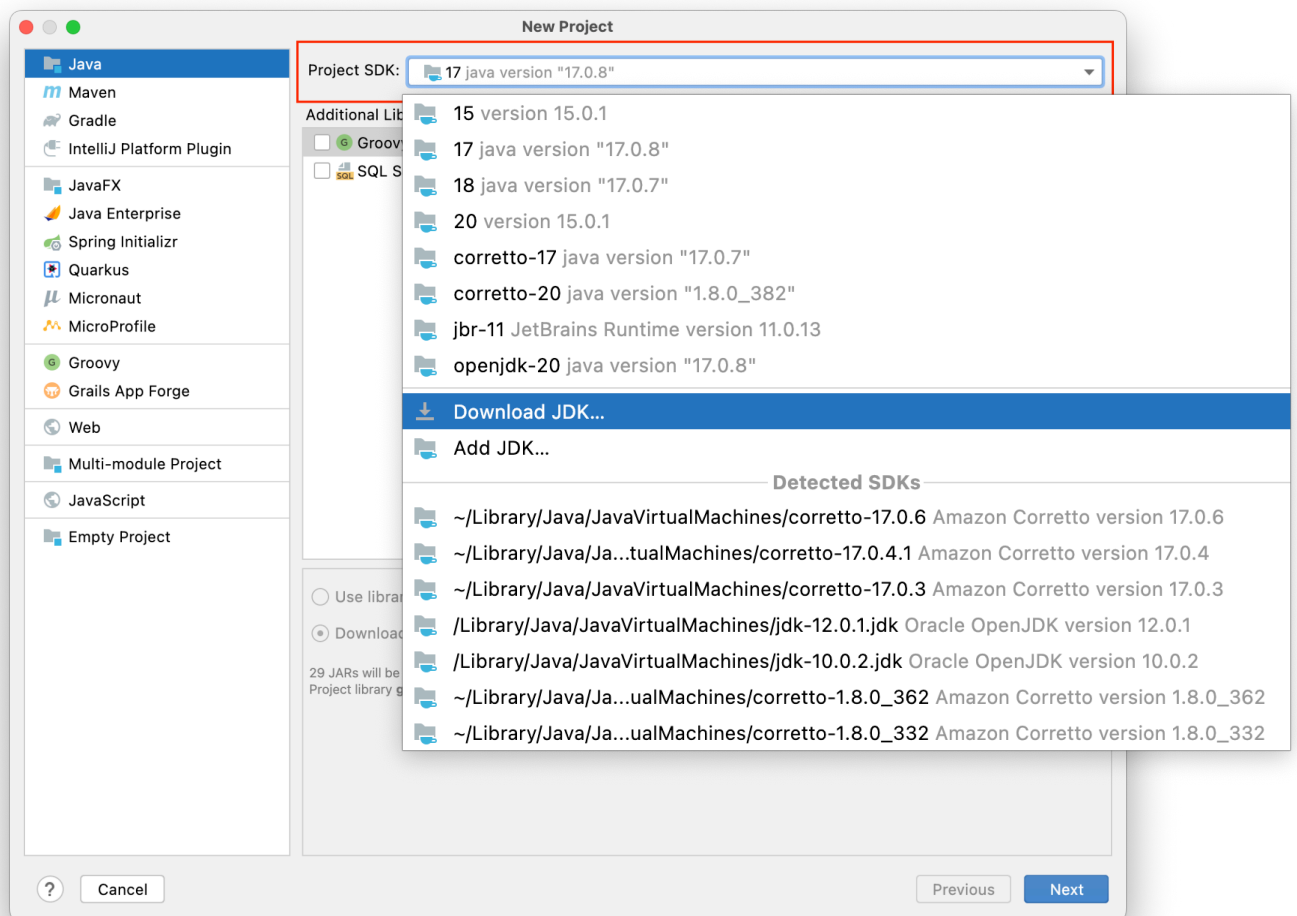 New Project
Java
Maven
Gradle
IntelliJ Platform Plugin
JavaFX
Java Enterprise
Spring Initializr
Quarkus
Micronaut
MicroProfile
Groovy
Grails App Forge
Web
Multi-module Project
JavaScript
Empty Project
Project SDK: 17 java version "17.0.8"
Additional Lib
Groovy
SQL S
15 version 15.0.1
17 java version "17.0.8"
18 java version "17.0.7"
20 version 15.0.1
corretto-17 java version "17.0.7"
corretto-20 java version "1.8.0_382"
jbr-11 JetBrains Runtime version 11.0.13
openjdk-20 java version "17.0.8"
Download JDK...
Add JDK...
Detected SDKs
~/Library/Java/JavaVirtualMachines/corretto-17.0.6 Amazon Corretto version 17.0.6
~/Library/Java/Ja...tualMachines/corretto-17.0.4.1 Amazon Corretto version 17.0.4
~/Library/Java/JavaVirtualMachines/corretto-17.0.3 Amazon Corretto version 17.0.3
/Library/Java/JavaVirtualMachines/jdk-12.0.1.jdk Oracle OpenJDK version 12.0.1
/Library/Java/JavaVirtualMachines/jdk-10.0.2.jdk Oracle OpenJDK version 10.0.2
~/Library/Java/Ja...ualMachines/corretto-1.8.0_362 Amazon Corretto version 1.8.0_362
~/Library/Java/Ja...ualMachines/corretto-1.8.0_332 Amazon Corretto version 1.8.0_332
Use librar
Download
29 JARs will be
Project library g
? Cancel Previous Next